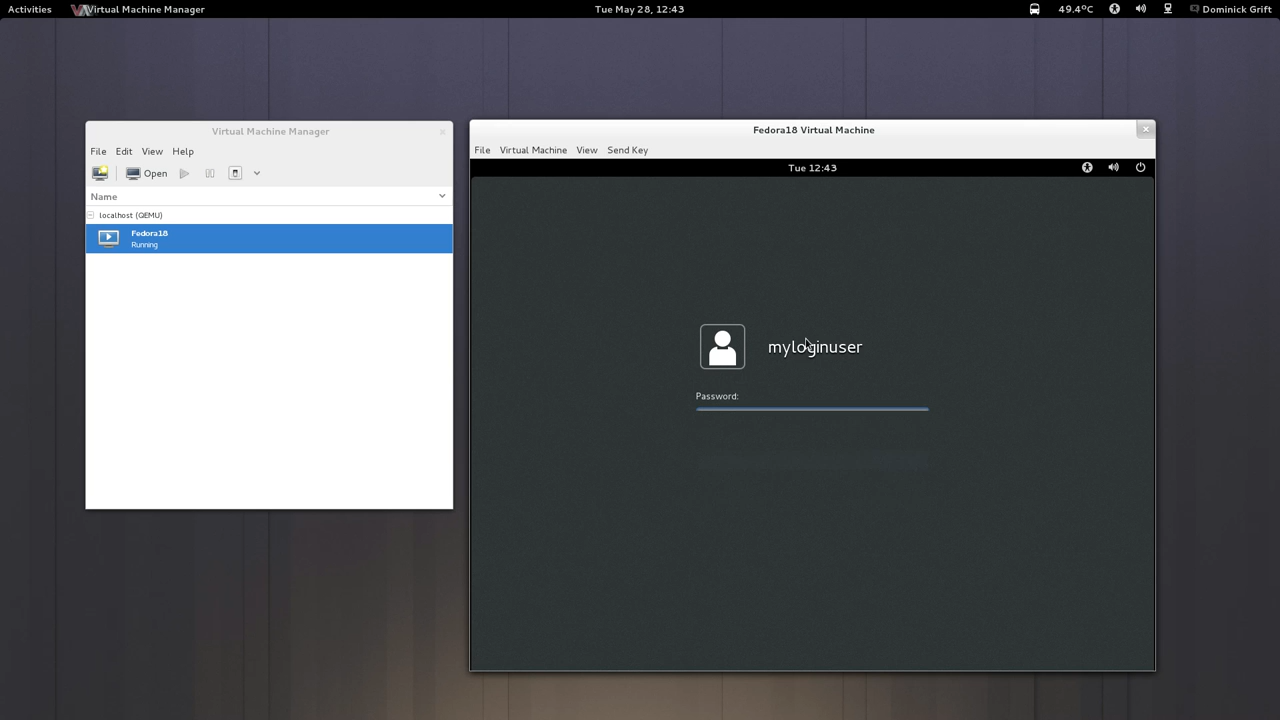 Activities Virtual Machine Manager Tue May 28, 12:43 49.4ºC Dominick Grift
Virtual Machine Manager
File Edit View Help
Open
Name
localhost (QEMU)
Fedora18
Running
Fedora18 Virtual Machine
File Virtual Machine View Send Key
Tue 12:43
myloginuser
Password: